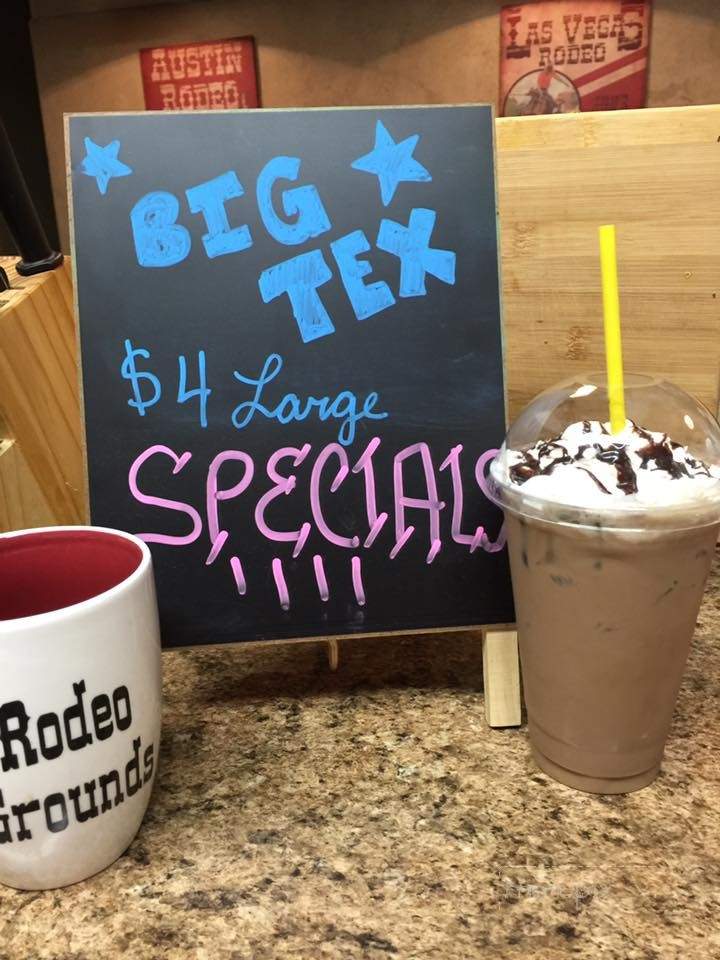 AUSTIN
RODEO
LAS VEGAS
RODEO
BIG
TEX
$4 Large
SPECIALS
!!!!
Rodeo
Grounds